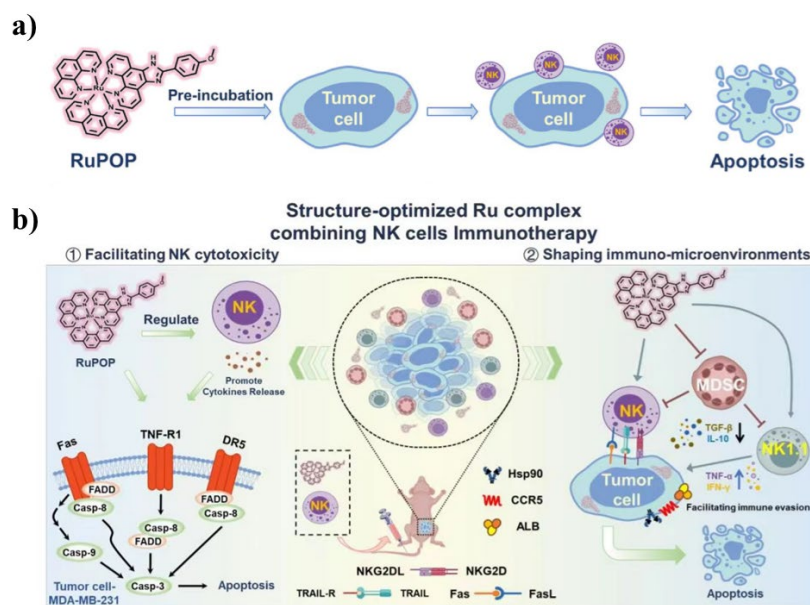 a)
Pre-incubation
RuPOP
Tumor
cell
NK
NK
NK
NK
Tumor
cell
Apoptosis
b)
Structure-optimized Ru complex
combining NK cells Immunotherapy
① Facilitating NK cytotoxicity
② Shaping immuno-microenvironments
RuPOP
Regulate
NK
Promote
Cytokines Release
Fas
TNF-R1
DR5
FADD
Casp-8
FADD
Casp-8
Casp-8
FADD
Casp-9
Casp-3
Apoptosis
Tumor cell-
MDA-MB-231
NK
Hsp90
CCR5
ALB
NKG2DL
NKG2D
TRAIL-R
TRAIL
Fas
FasL
MDSC
NK
TGF-β
IL-10
NK1.1
TNF-α
IFN-γ
Tumor
cell
Facilitating immune evasion
Apoptosis